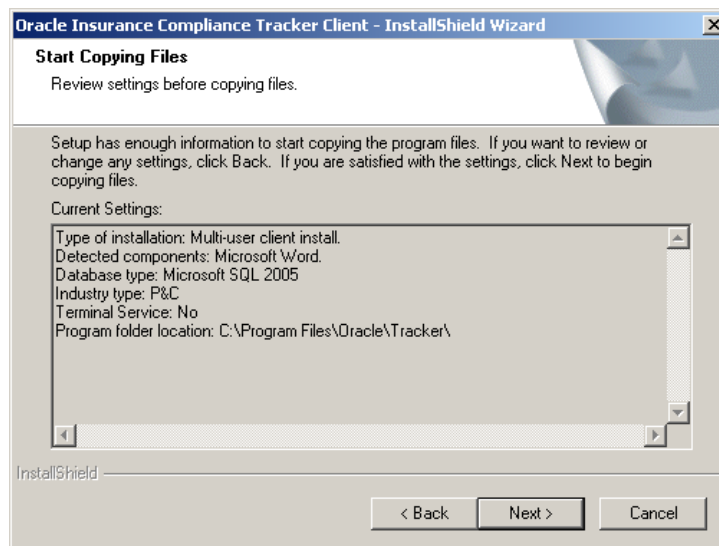 Oracle Insurance Compliance Tracker Client - InstallShield Wizard
Start Copying Files
Review settings before copying files.
Setup has enough information to start copying the program files. If you want to review or
change any settings, click Back. If you are satisfied with the settings, click Next to begin
copying files.
Current Settings:
Type of installation: Multi-user client install.
Detected components: Microsoft Word.
Database type: Microsoft SQL 2005
Industry type: P&C
Terminal Service: No
Program folder location: C:\Program Files\Oracle\Tracker\
InstallShield
< Back
Next >
Cancel